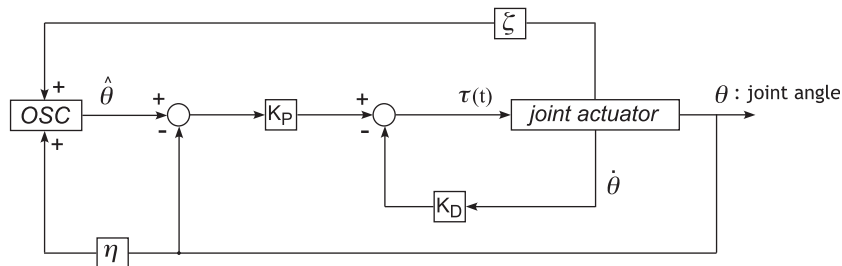 ζ
+
θ̂
+
+
τ(t)
θ : joint angle
OSC
K_P
joint actuator
+
-
-
θ̇
K_D
η